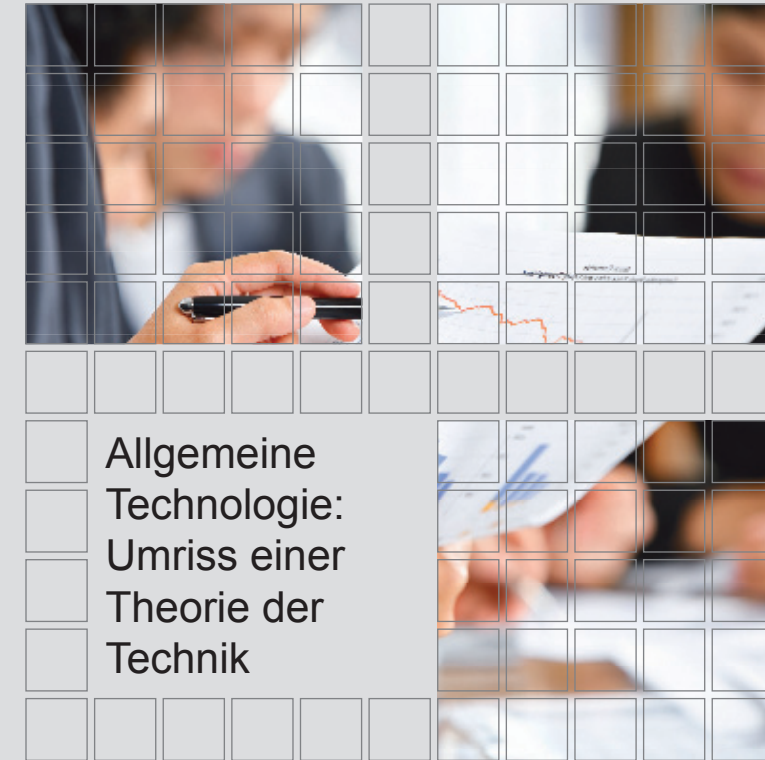 Allgemeine
Technologie:
Umriss einer
Theorie der
Technik